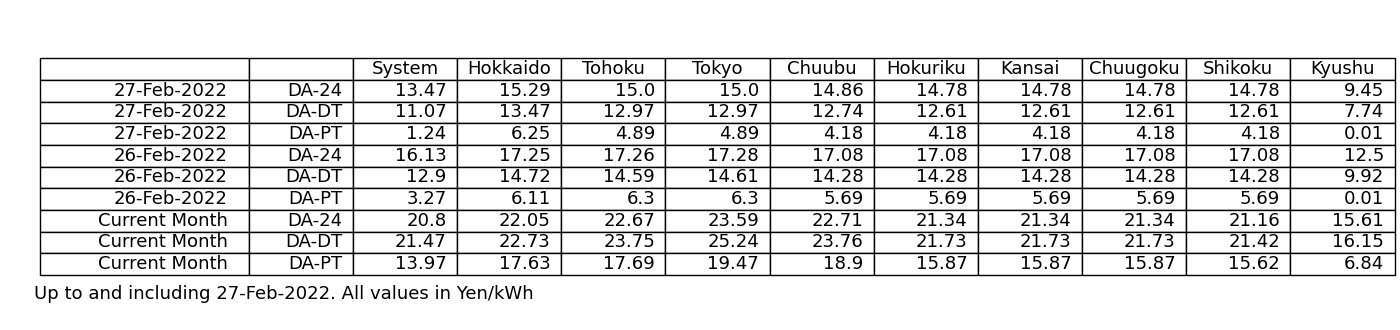 System Hokkaido Tohoku Tokyo Chuubu Hokuriku Kansai Chuugoku Shikoku Kyushu
27-Feb-2022 DA-24 13.47 15.29 15.0 15.0 14.86 14.78 14.78 14.78 14.78 9.45
27-Feb-2022 DA-DT 11.07 13.47 12.97 12.97 12.74 12.61 12.61 12.61 12.61 7.74
27-Feb-2022 DA-PT 1.24 6.25 4.89 4.89 4.18 4.18 4.18 4.18 4.18 0.01
26-Feb-2022 DA-24 16.13 17.25 17.26 17.28 17.08 17.08 17.08 17.08 17.08 12.5
26-Feb-2022 DA-DT 12.9 14.72 14.59 14.61 14.28 14.28 14.28 14.28 14.28 9.92
26-Feb-2022 DA-PT 3.27 6.11 6.3 6.3 5.69 5.69 5.69 5.69 5.69 0.01
Current Month DA-24 20.8 22.05 22.67 23.59 22.71 21.34 21.34 21.34 21.16 15.61
Current Month DA-DT 21.47 22.73 23.75 25.24 23.76 21.73 21.73 21.73 21.42 16.15
Current Month DA-PT 13.97 17.63 17.69 19.47 18.9 15.87 15.87 15.87 15.62 6.84
Up to and including 27-Feb-2022. All values in Yen/kWh